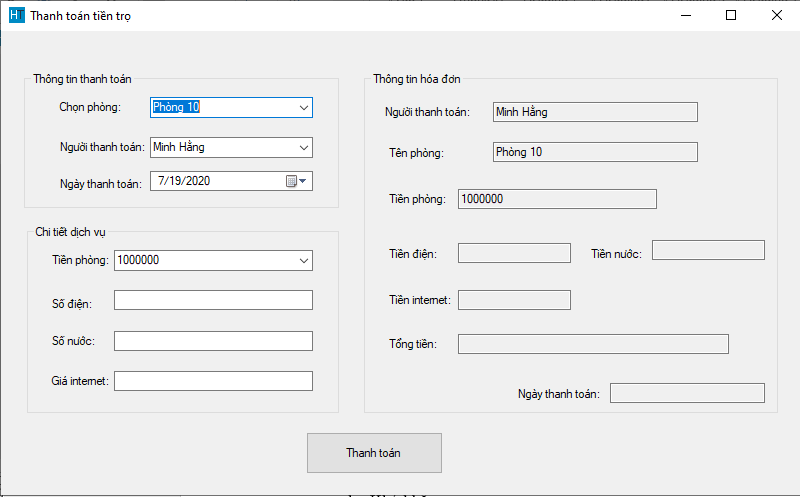 HT Thanh toán tiền trọ
Thông tin thanh toán
Chọn phòng: Phòng 10
Người thanh toán: Minh Hằng
Ngày thanh toán: 7/19/2020
Chi tiết dịch vụ
Tiền phòng: 1000000
Số điện:
Số nước:
Giá internet:
Thông tin hóa đơn
Người thanh toán: Minh Hằng
Tên phòng: Phòng 10
Tiền phòng: 1000000
Tiền điện: Tiền nước:
Tiền internet:
Tổng tiền:
Ngày thanh toán:
Thanh toán